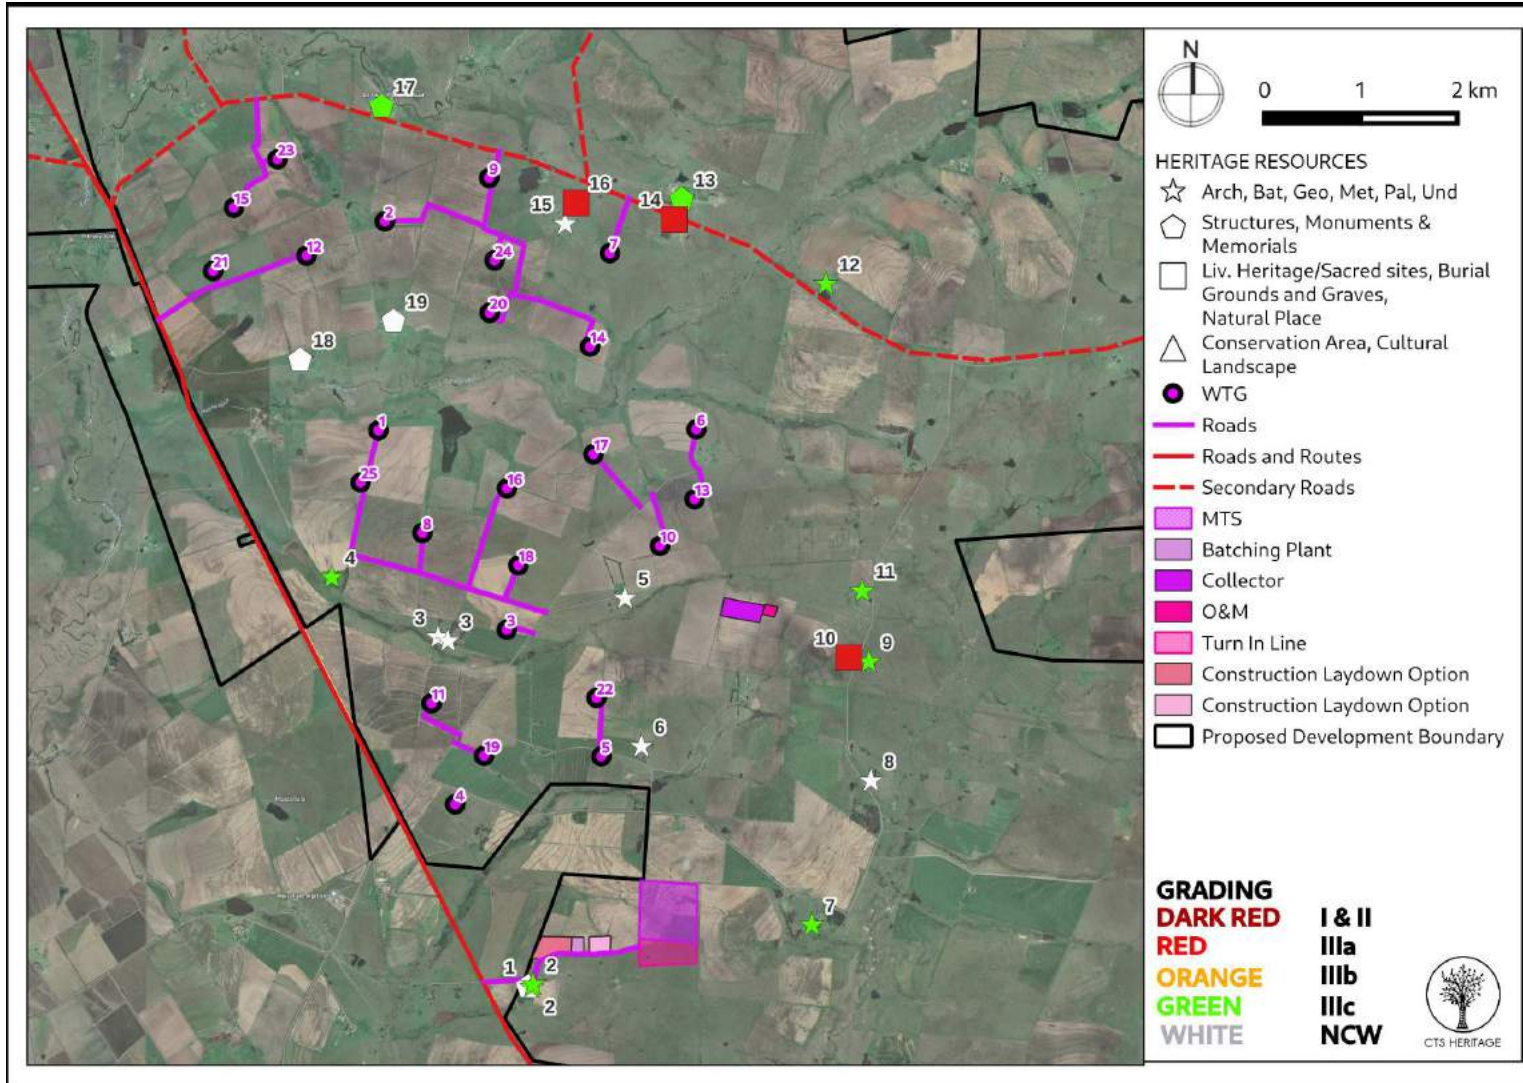 N
0 1 2 km
HERITAGE RESOURCES
Arch, Bat, Geo, Met, Pal, Und
Structures, Monuments &
Memorials
Liv. Heritage/Sacred sites, Burial
Grounds and Graves,
Natural Place
Conservation Area, Cultural
Landscape
WTG
Roads
Roads and Routes
Secondary Roads
MTS
Batching Plant
Collector
O&M
Turn In Line
Construction Laydown Option
Construction Laydown Option
Proposed Development Boundary
GRADING
DARK RED I & II
RED IIIa
ORANGE IIIb
GREEN IIIc
WHITE NCW
CTS HERITAGE
17
23
9
16
13
15
15
14
2
12
24
7
21
12
20
19
14
18
1
6
17
25
16
13
8
10
4
18
5
11
3
3
3
10
9
11
22
6
19
5
8
4
7
1
2
2